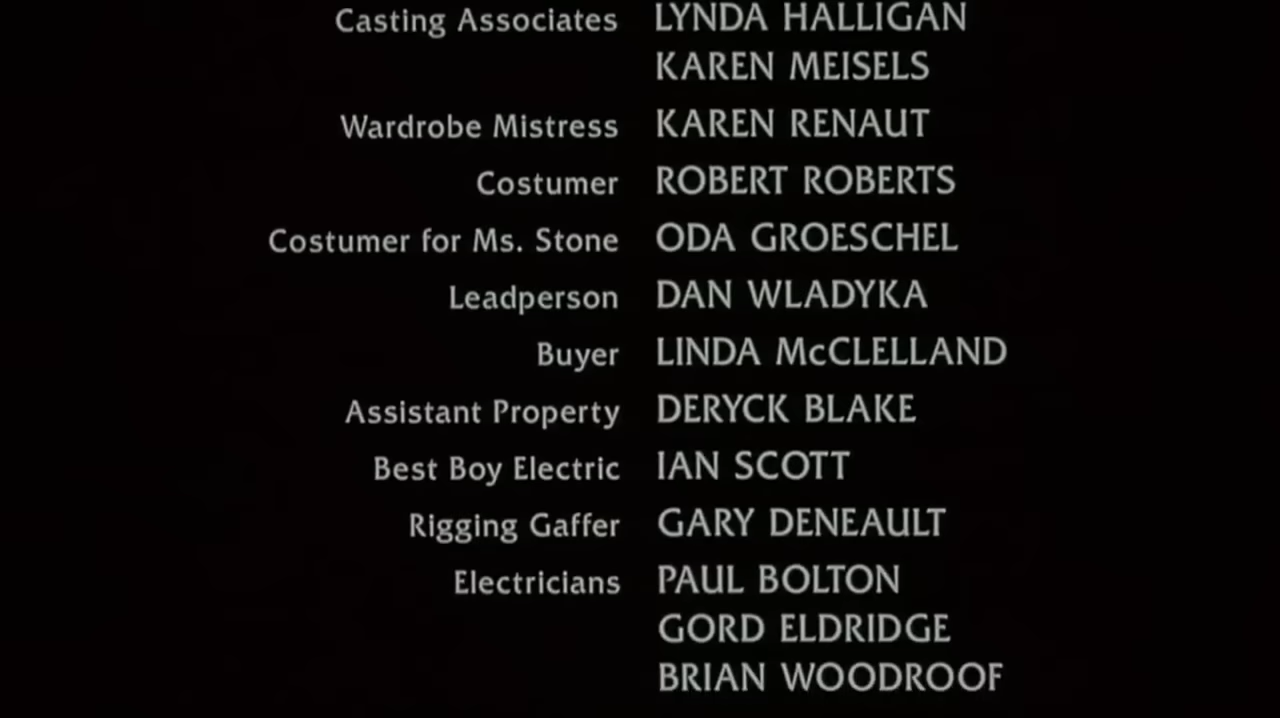 Casting Associates LYNDA HALLIGAN
KAREN MEISELS
Wardrobe Mistress KAREN RENAUT
Costumer ROBERT ROBERTS
Costumer for Ms. Stone ODA GROESCHEL
Leadperson DAN WLADYKA
Buyer LINDA McCLELLAND
Assistant Property DERYCK BLAKE
Best Boy Electric IAN SCOTT
Rigging Gaffer GARY DENEAULT
Electricians PAUL BOLTON
GORD ELDRIDGE
BRIAN WOODROOF